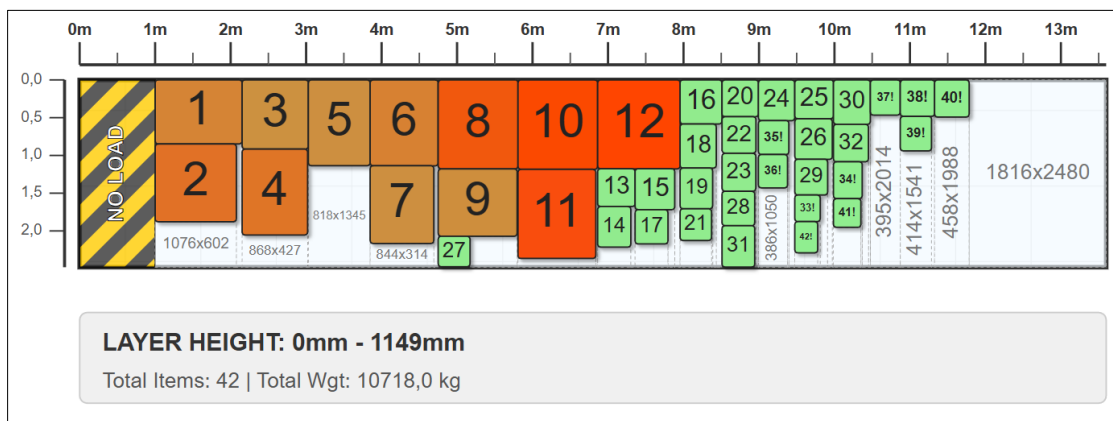 0m 1m 2m 3m 4m 5m 6m 7m 8m 9m 10m 11m 12m 13m
0,0
0,5
1,0
1,5
2,0
NO LOAD
1 3 5 6 8 10 12 16 20 24 25 30 37! 38! 40!
22 35! 26 32 39!
2 4 7 9 11 18 23 36! 29 34!
13 15 19 28 33! 41!
14 17 21 31 42!
27
1076x602
868x427
818x1345
844x314
386x1050
395x2014
414x1541
458x1988
1816x2480
LAYER HEIGHT: 0mm - 1149mm
Total Items: 42 | Total Wgt: 10718,0 kg